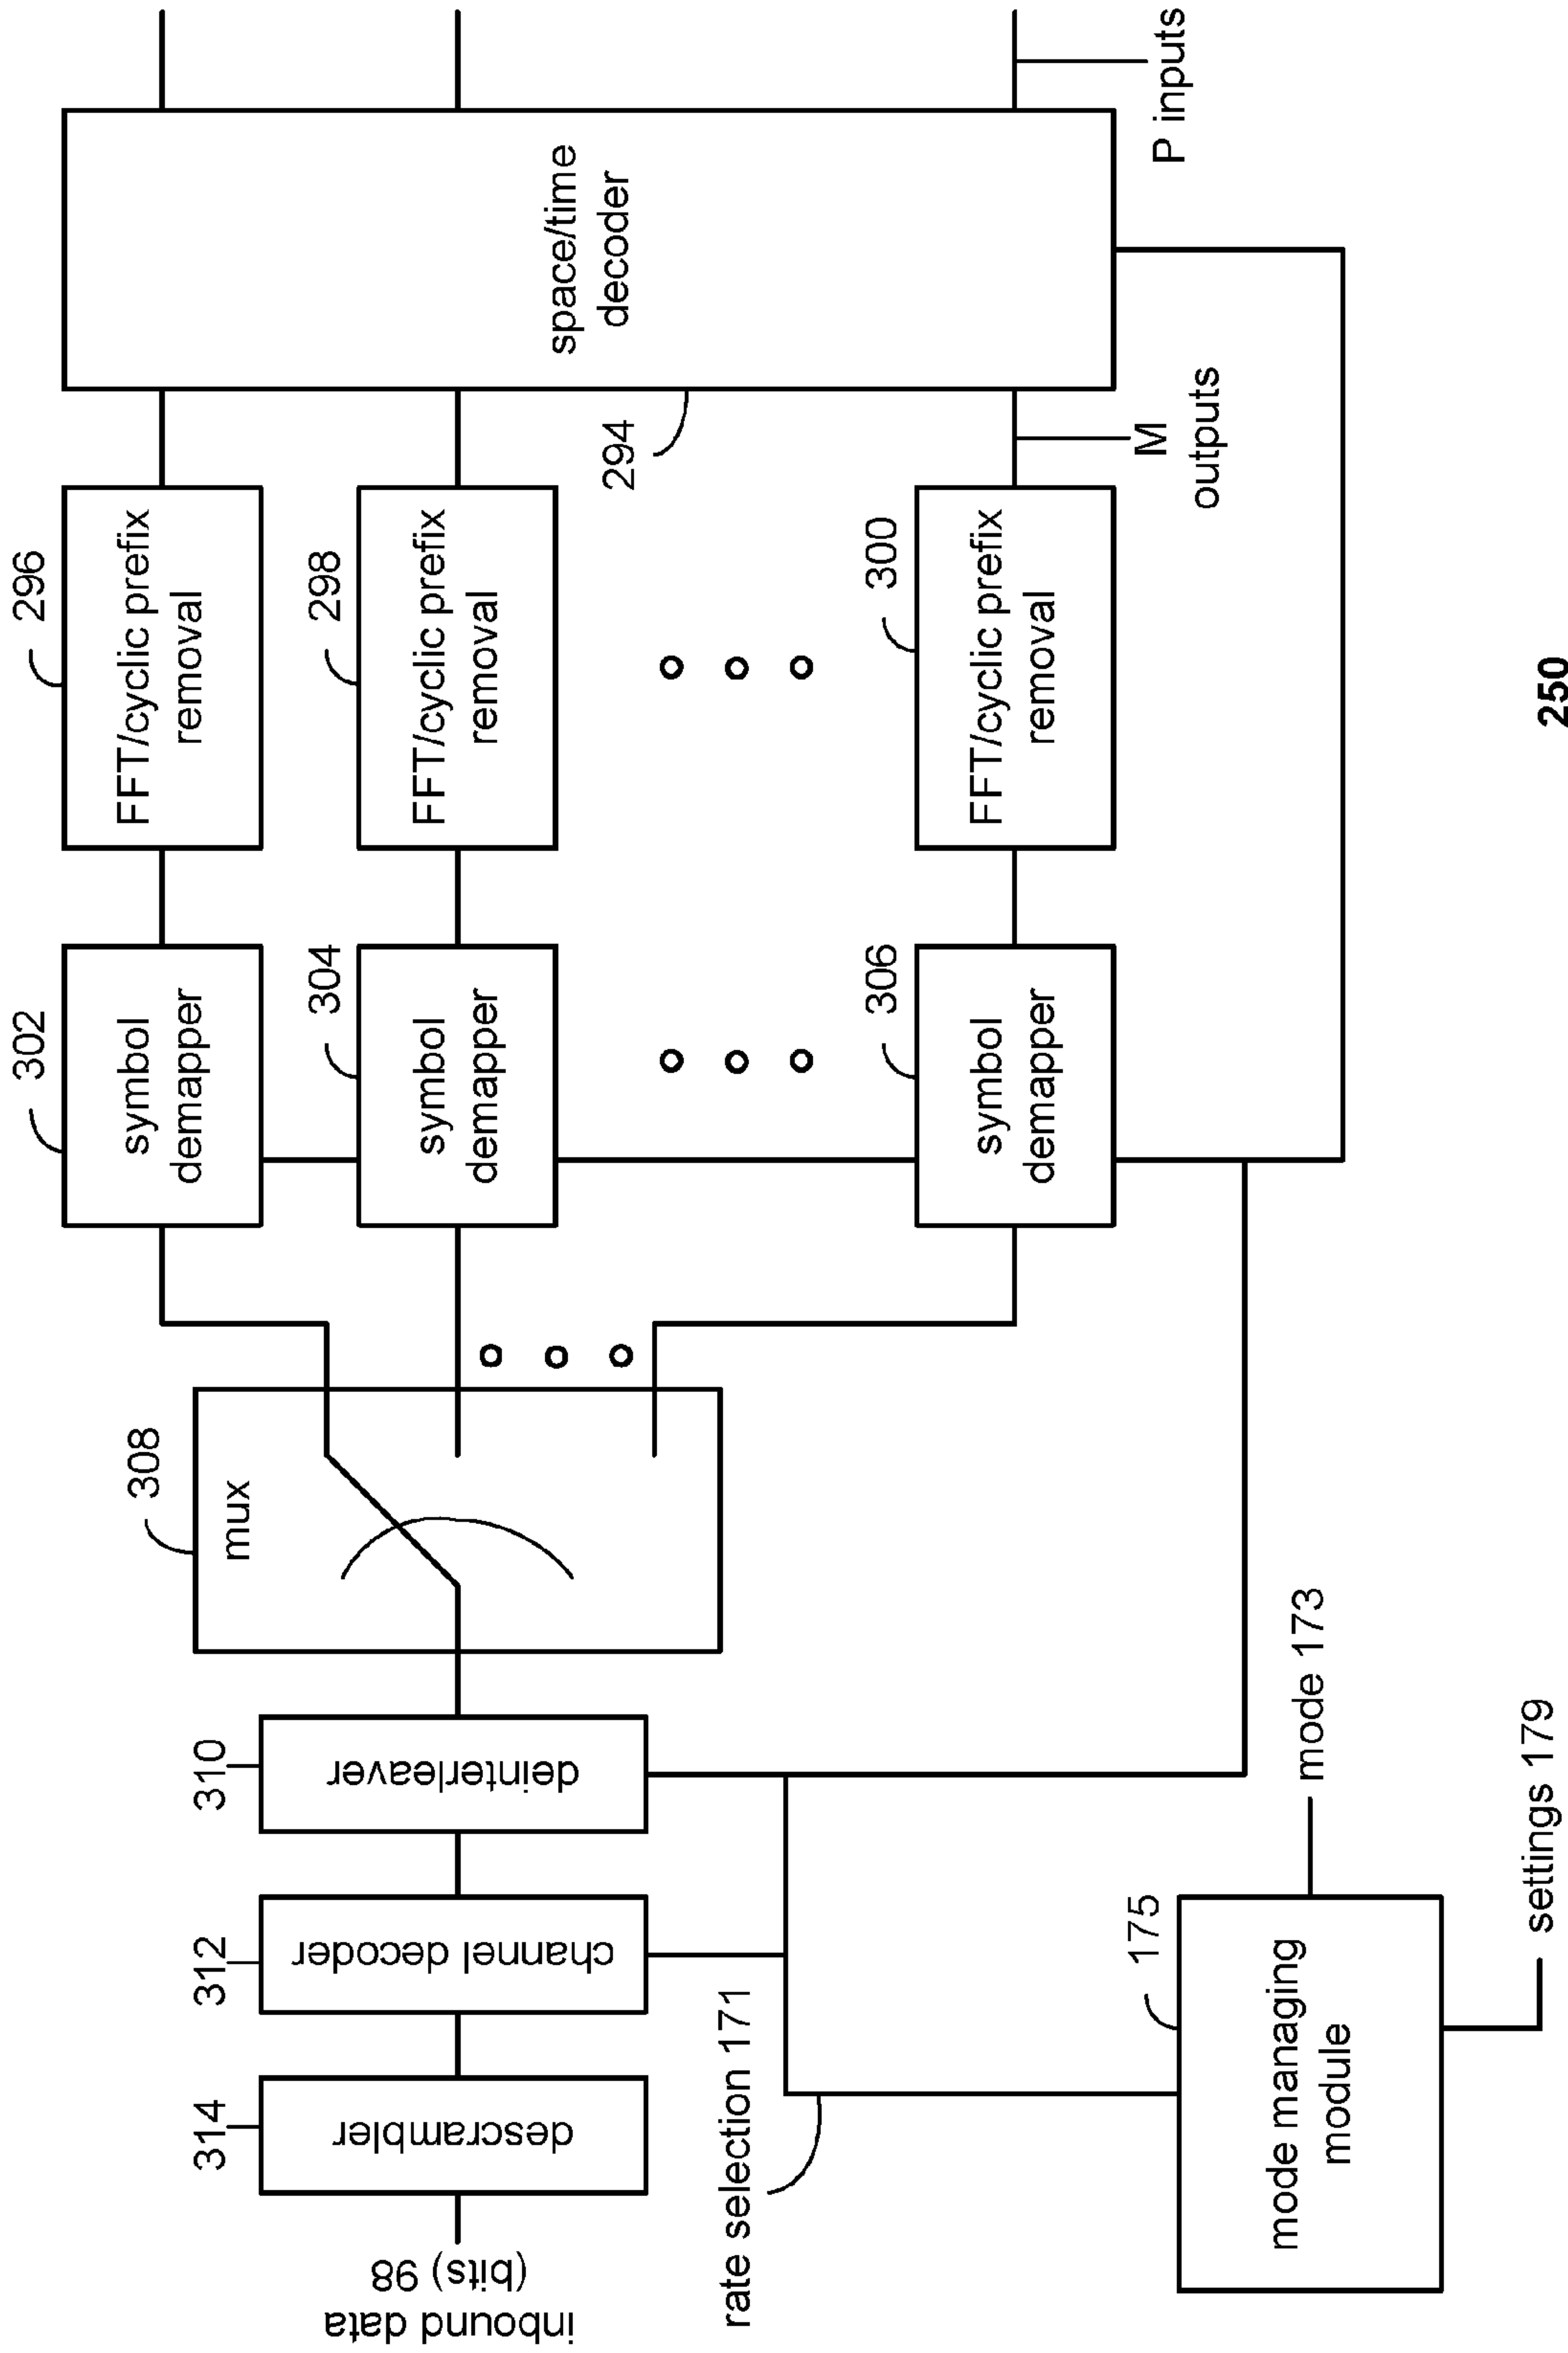 inbound data
(bits) 98
314
descrambler
312
channel decoder
310
deinterleaver
308
mux
302
symbol
demapper
304
symbol
demapper
306
symbol
demapper
296
FFT/cyclic prefix
removal
298
FFT/cyclic prefix
removal
300
FFT/cyclic prefix
removal
294
space/time
decoder
M
outputs
P inputs
rate selection 171
175
mode managing
module
mode 173
settings 179
250